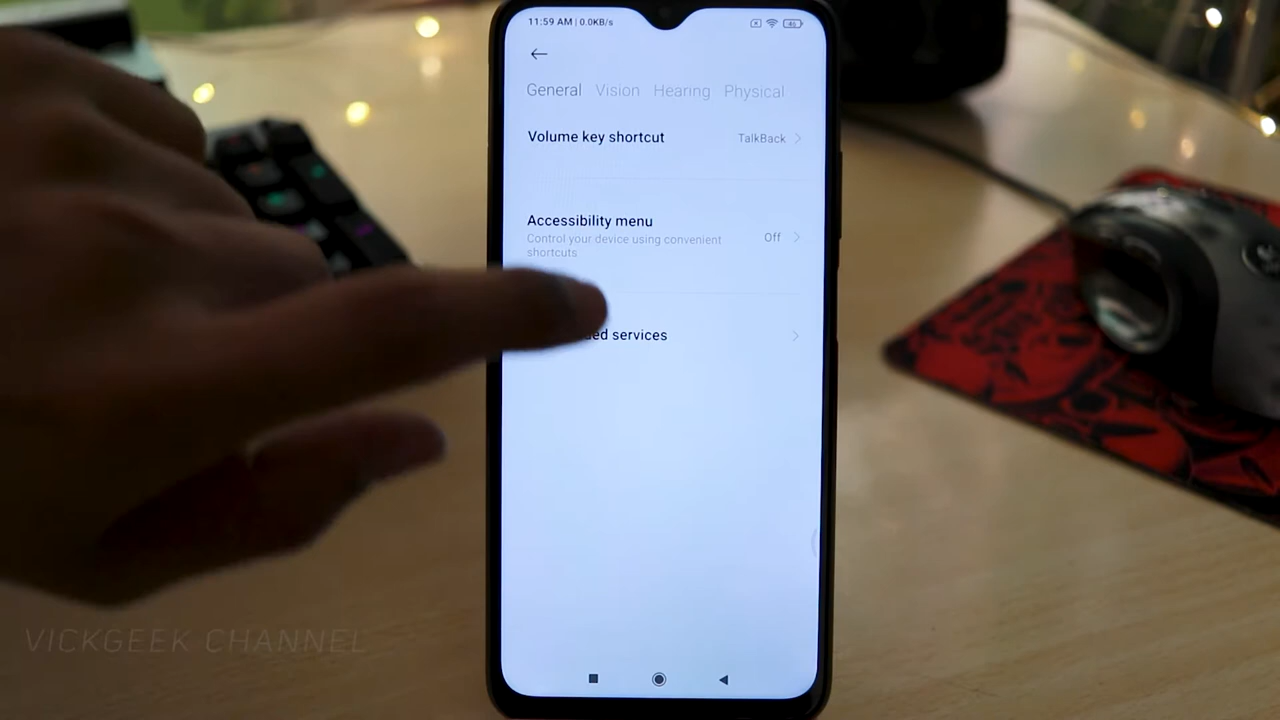 11:59 AM | 0.0KB/s
46
General Vision Hearing Physical
Volume key shortcut TalkBack
Accessibility menu
Control your device using convenient
shortcuts
Off
services
VICKGEEK CHANNEL